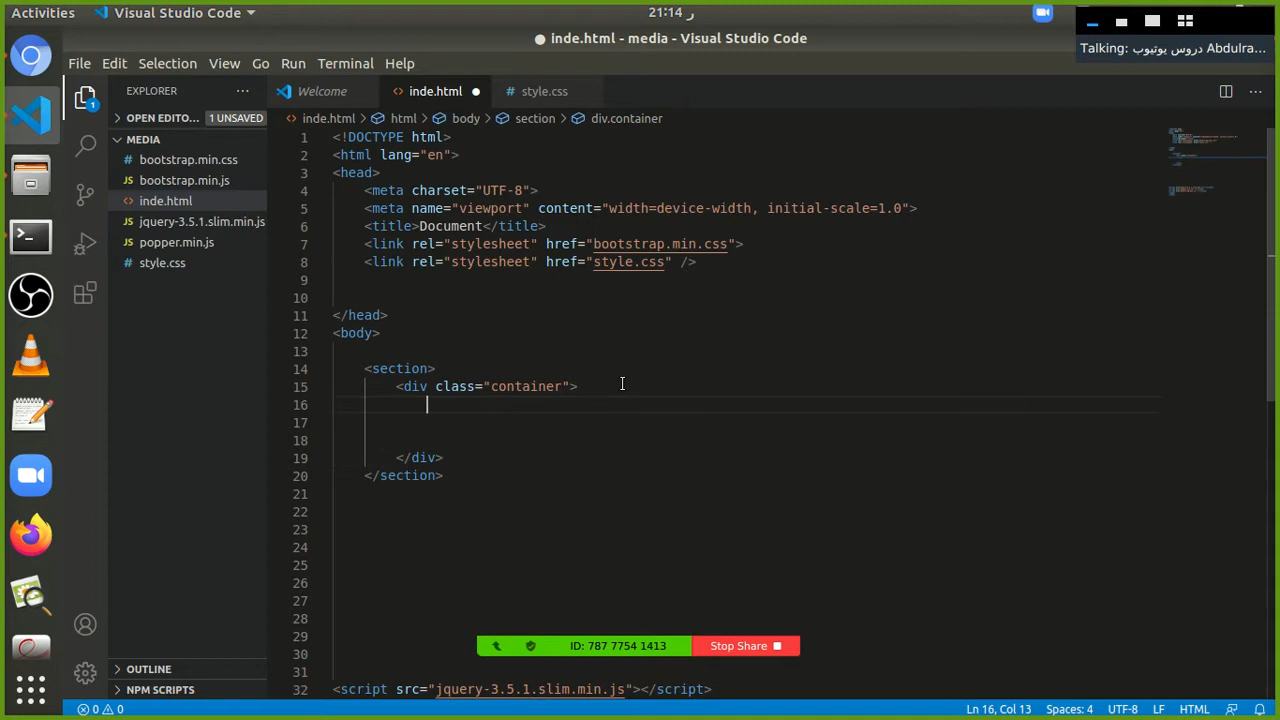 Activities
Visual Studio Code
21:14 ر
Talking: دروس يوتيوب Abdulra...
● inde.html - media - Visual Studio Code
File Edit Selection View Go Run Terminal Help
EXPLORER
Welcome
inde.html
style.css
1
OPEN EDITO... 1 UNSAVED
inde.html > html > body > section > div.container
MEDIA
bootstrap.min.css
bootstrap.min.js
inde.html
jquery-3.5.1.slim.min.js
popper.min.js
style.css
1 <!DOCTYPE html>
2 <html lang="en">
3 <head>
4 <meta charset="UTF-8">
5 <meta name="viewport" content="width=device-width, initial-scale=1.0">
6 <title>Document</title>
7 <link rel="stylesheet" href="bootstrap.min.css">
8 <link rel="stylesheet" href="style.css" />
9
10
11 </head>
12 <body>
13
14 <section>
15 <div class="container">
16
17
18
19 </div>
20 </section>
21
22
23
24
25
26
27
28
29
30
31
32 <script src="jquery-3.5.1.slim.min.js"></script>
ID: 787 7754 1413
Stop Share
OUTLINE
NPM SCRIPTS
0 0
Ln 16, Col 13
Spaces: 4
UTF-8
LF
HTML